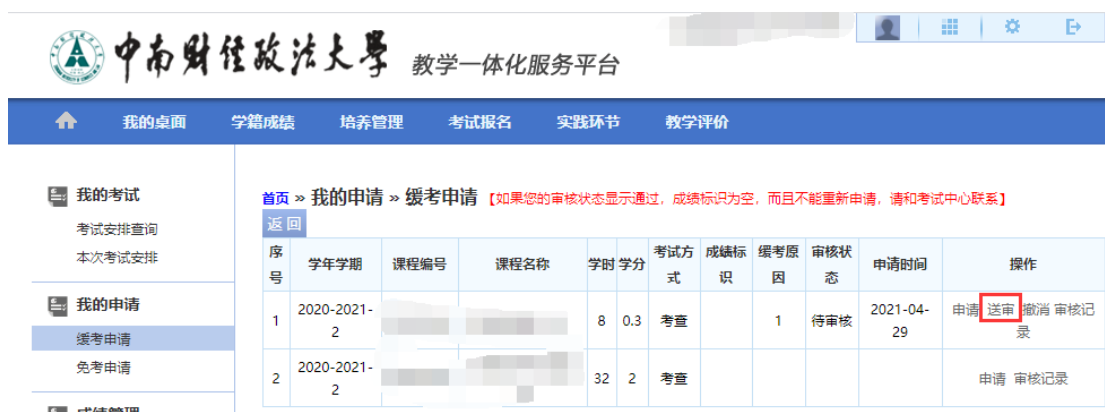 中南财经政法大学 教学一体化服务平台
我的桌面 学籍成绩 培养管理 考试报名 实践环节 教学评价
我的考试
考试安排查询
本次考试安排
我的申请
缓考申请
免考申请
首页 » 我的申请 » 缓考申请 【如果您的审核状态显示通过，成绩标识为空，而且不能重新申请，请和考试中心联系】
返回
序号 学年学期 课程编号 课程名称 学时 学分 考试方式 成绩标识 缓考原因 审核状态 申请时间 操作
1 2020-2021-2 8 0.3 考查 1 待审核 2021-04-29 申请 送审 撤消 审核记录
2 2020-2021-2 32 2 考查 申请 审核记录